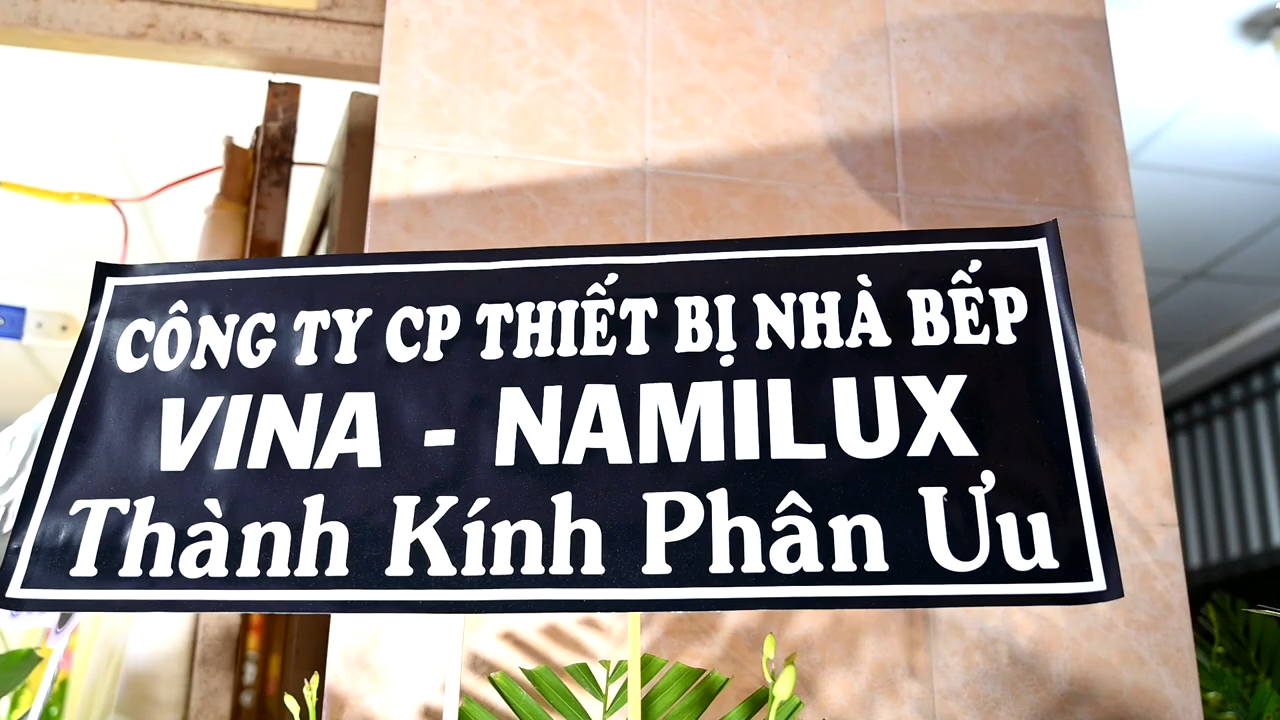 CÔNG TY CP THIẾT BỊ NHÀ BẾP
VINA - NAMILUX
Thành Kính Phân Ưu